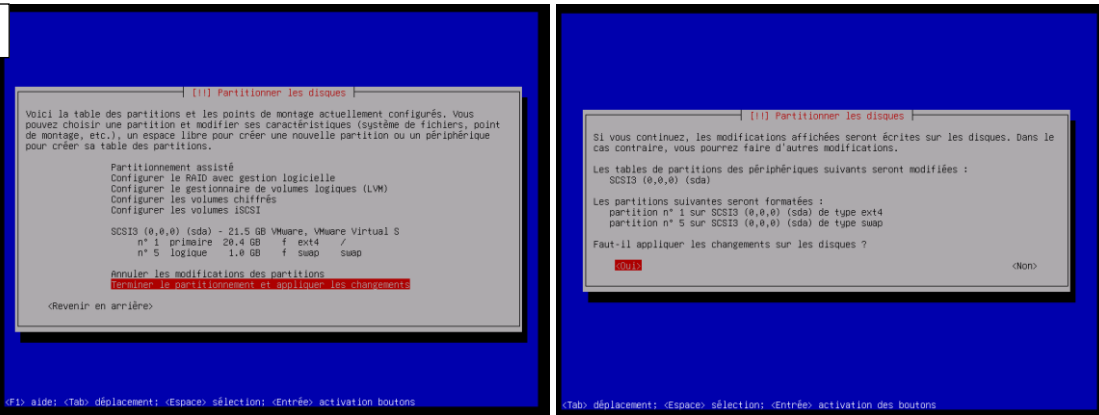 [!!] Partitionner les disques
Voici la table des partitions et les points de montage actuellement configurés. Vous
pouvez choisir une partition et modifier ses caractéristiques (système de fichiers, point
de montage, etc.), un espace libre pour créer une nouvelle partition ou un périphérique
pour créer sa table des partitions.
Partitionnement assisté
Configurer le RAID avec gestion logicielle
Configurer le gestionnaire de volumes logiques (LVM)
Configurer les volumes chiffrés
Configurer les volumes iSCSI
SCSI3 (0,0,0) (sda) - 21.5 GB VMware, VMware Virtual S
n° 1 primaire 20.4 GB f ext4 /
n° 5 logique 1.0 GB f swap swap
Annuler les modifications des partitions
Terminer le partitionnement et appliquer les changements
<Revenir en arrière>
<F1> aide; <Tab> déplacement; <Espace> sélection; <Entrée> activation boutons
[!!] Partitionner les disques
Si vous continuez, les modifications affichées seront écrites sur les disques. Dans le
cas contraire, vous pourrez faire d'autres modifications.
Les tables de partitions des périphériques suivants seront modifiées :
SCSI3 (0,0,0) (sda)
Les partitions suivantes seront formatées :
partition n° 1 sur SCSI3 (0,0,0) (sda) de type ext4
partition n° 5 sur SCSI3 (0,0,0) (sda) de type swap
Faut-il appliquer les changements sur les disques ?
<Oui> <Non>
<Tab> déplacement; <Espace> sélection; <Entrée> activation des boutons